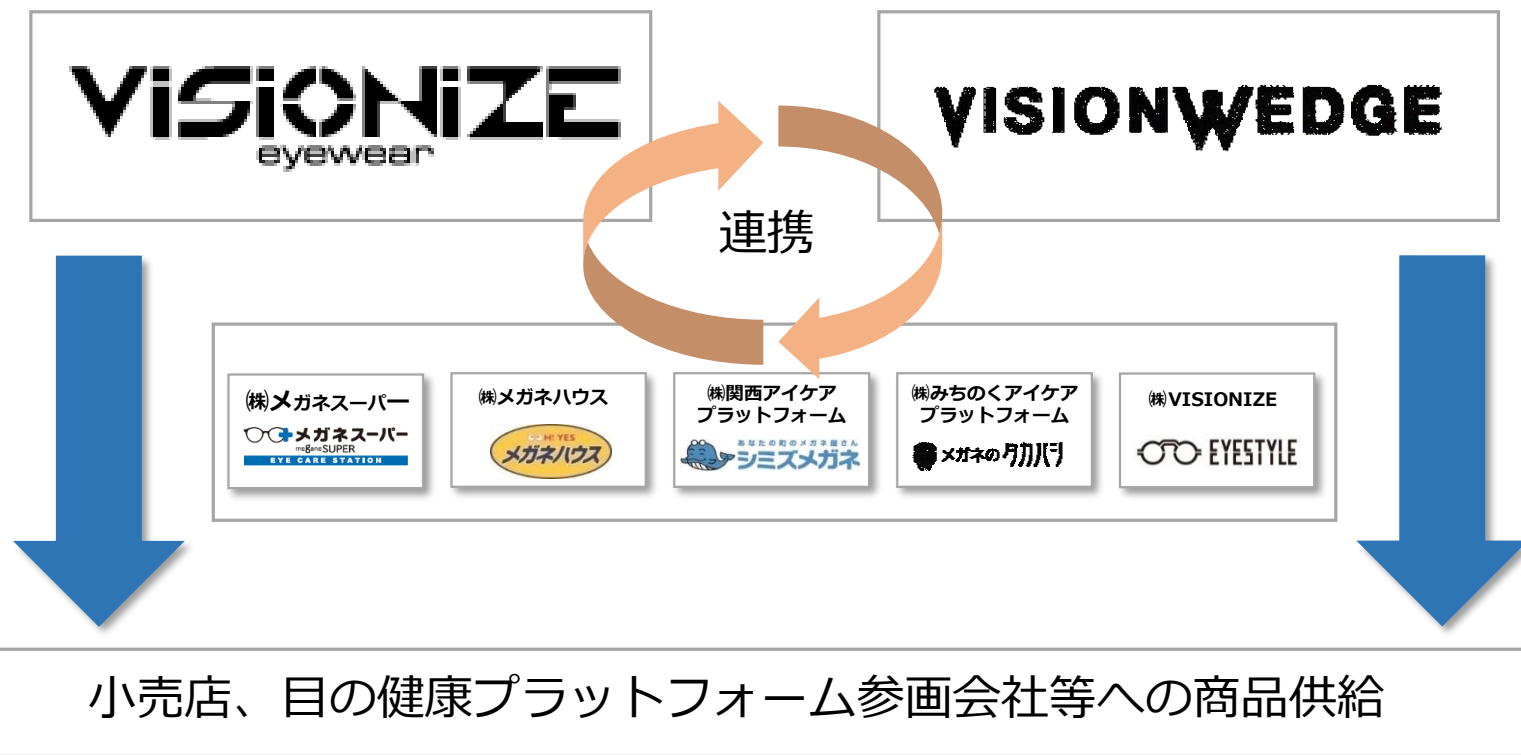 ViSiONiZE
eyewear
VISIONWEDGE
連携
㈱メガネスーパー
メガネスーパー
meganeSUPER
EYE CARE STATION
㈱メガネハウス
HI! YES
メガネハウス
㈱関西アイケア
プラットフォーム
あなたの町のメガネ屋さん
シミズメガネ
㈱みちのくアイケア
プラットフォーム
メガネのタカハシ
㈱VISIONIZE
EYESTYLE
小売店、目の健康プラットフォーム参画会社等への商品供給